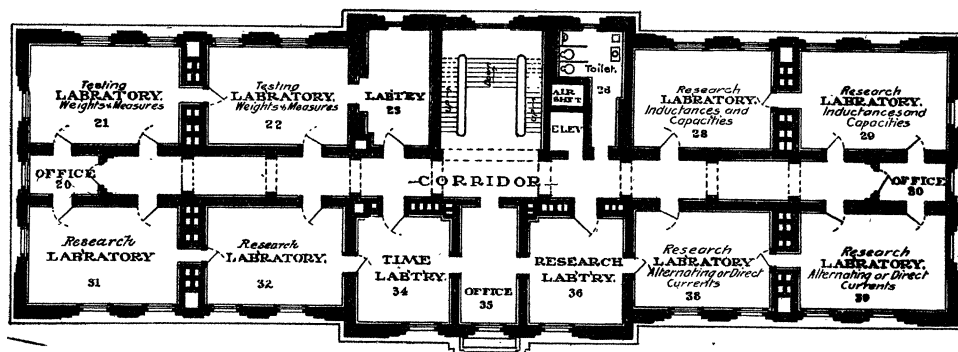 Testing
LABRATORY.
Weights & Measures
21
Testing
LABRATORY.
Weights & Measures
22
LABTRY
23
Toilet.
26
AIR
SHFT
ELEV.
Research
LABRATORY.
Inductances and
Capacities
28
Research
LABRATORY.
Inductances and
Capacities
29
OFFICE
20
CORRIDOR
OFFICE
30
Research
LABRATORY
31
Research
LABRATORY.
32
TIME
LABTRY.
34
OFFICE
35
RESEARCH
LABTRY.
36
Research
LABRATORY
Alternating or Direct
Currents
38
Research
LABRATORY.
Alternating or Direct
Currents
39